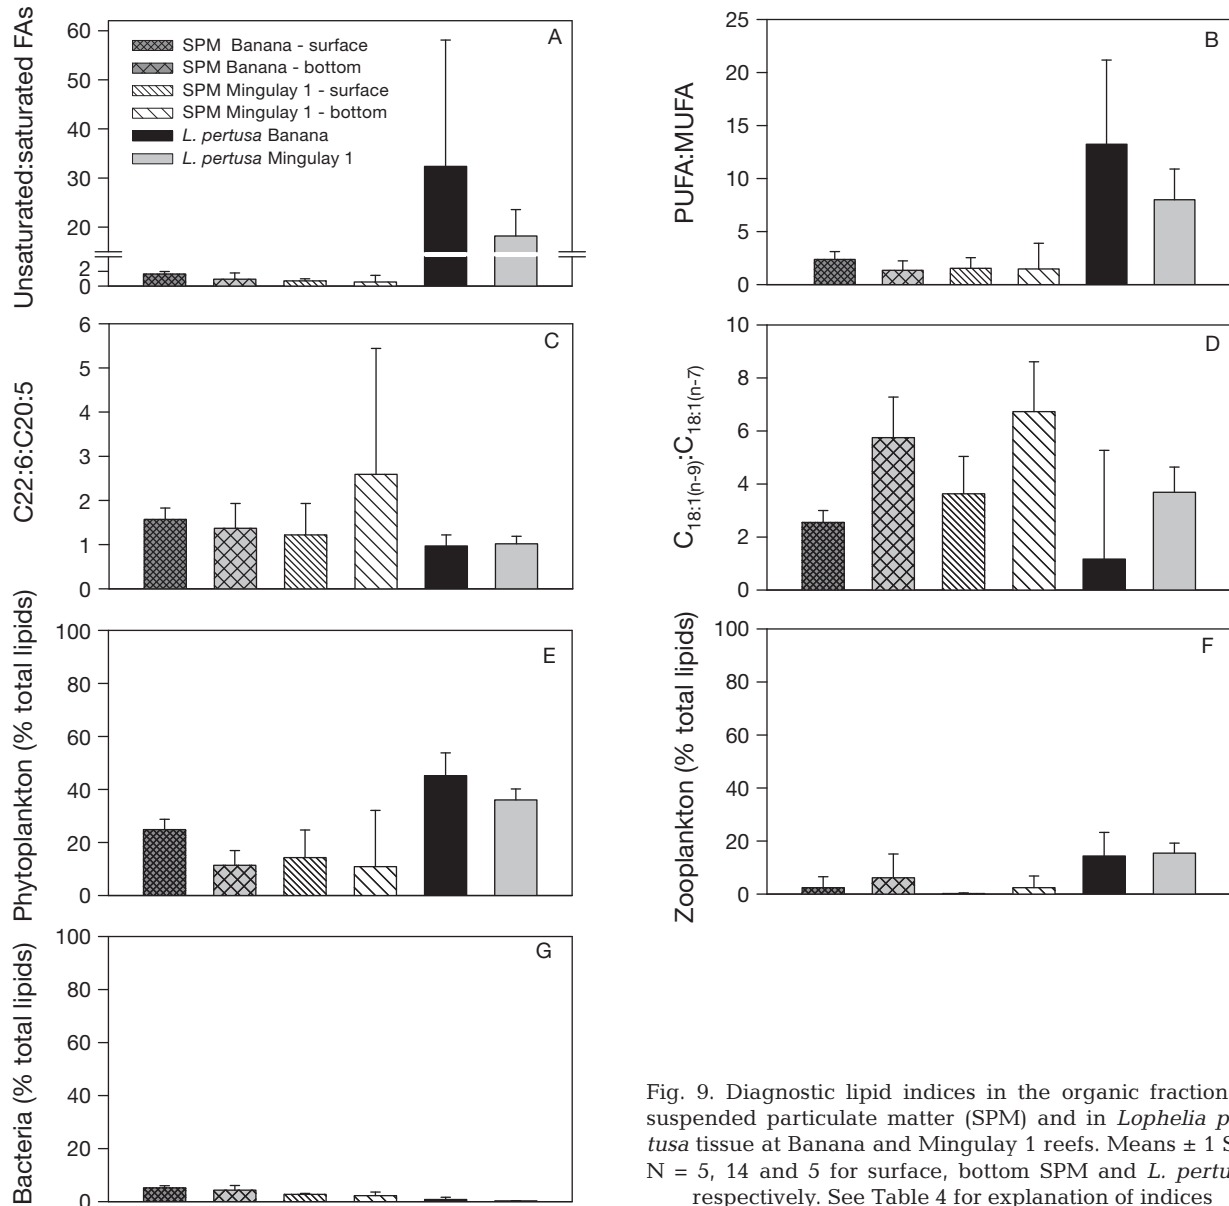 Unsaturated:saturated FAs
60
50
40
30
20
2
0
A
SPM Banana - surface
SPM Banana - bottom
SPM Mingulay 1 - surface
SPM Mingulay 1 - bottom
L. pertusa Banana
L. pertusa Mingulay 1
PUFA:MUFA
25
20
15
10
5
0
B
C22:6:C20:5
6
5
4
3
2
1
0
C
C18:1(n-9):C18:1(n-7)
10
8
6
4
2
0
D
Phytoplankton (% total lipids)
100
80
60
40
20
0
E
Zooplankton (% total lipids)
100
80
60
40
20
0
F
Bacteria (% total lipids)
100
80
60
40
20
0
G
Fig. 9. Diagnostic lipid indices in the organic fraction
suspended particulate matter (SPM) and in Lophelia p
tusa tissue at Banana and Mingulay 1 reefs. Means ± 1 S
N = 5, 14 and 5 for surface, bottom SPM and L. pertu
respectively. See Table 4 for explanation of indices